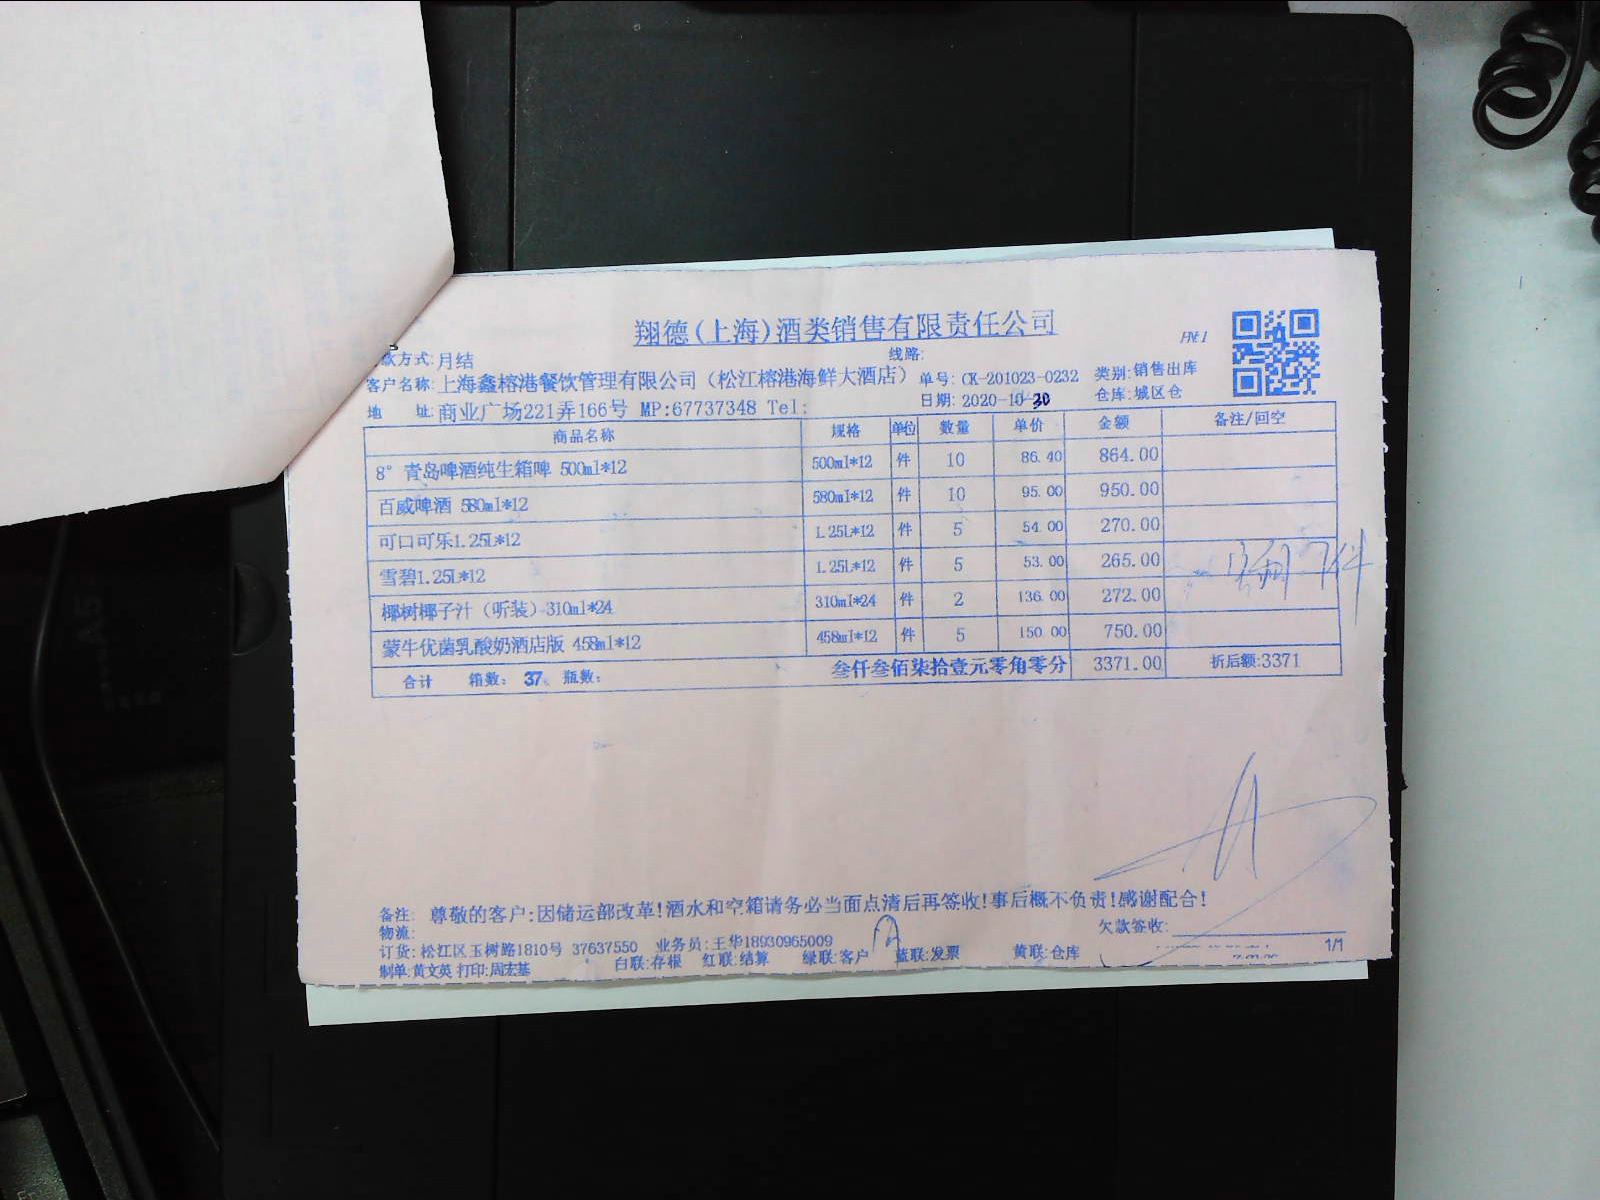 翔德(上海)酒类销售有限责任公司
款方式:月结 线路:
客户名称:上海鑫榕港餐饮管理有限公司（松江榕港海鲜大酒店） 单号: CK-201023-0232 类别:销售出库
地 址:商业广场221弄166号 MP:67737348 Tel: 日期: 2020-10-30 仓库:城区仓
商品名称 规格 单位 数量 单价 金额 备注/回空
8° 青岛啤酒纯生箱啤 500ml*12 500ml*12 件 10 86.40 864.00
百威啤酒 580ml*12 580ml*12 件 10 95.00 950.00
可口可乐1.25l*12 1.25l*12 件 5 54.00 270.00
雪碧1.25l*12 1.25l*12 件 5 53.00 265.00
椰树椰子汁（听装）310ml*24 310ml*24 件 2 136.00 272.00
蒙牛优菌乳酸奶酒店版 458ml*12 458ml*12 件 5 150.00 750.00
合计 箱数: 37 瓶数: 叁仟叁佰柒拾壹元零角零分 3371.00 折后额:3371
备注: 尊敬的客户:因储运部改革!酒水和空箱请务必当面点清后再签收!事后概不负责!感谢配合!
物流: 欠款签收:
订货:松江区玉树路1810号 37637550 业务员:王华18930965009 1/1
制单:黄文英 打印:周宏基 白联:存根 红联:结算 绿联:客户 蓝联:发票 黄联:仓库